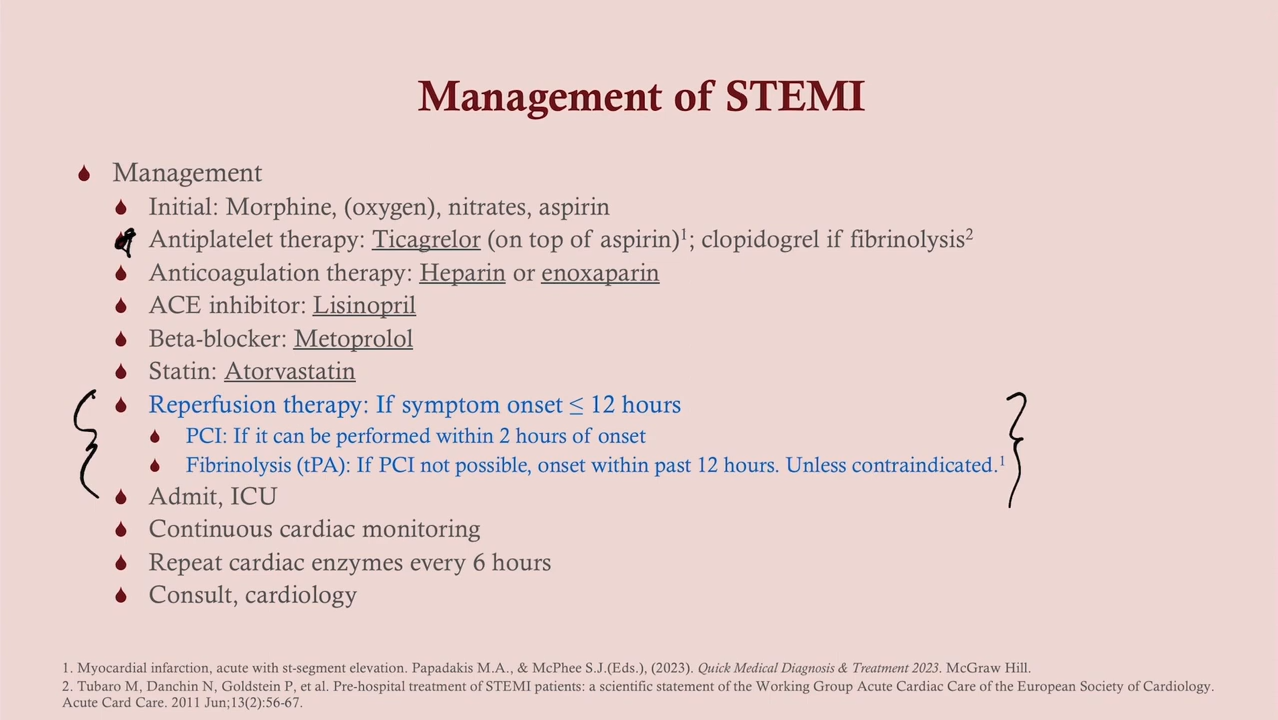 Management of STEMI
Management
Initial: Morphine, (oxygen), nitrates, aspirin
Antiplatelet therapy: Ticagrelor (on top of aspirin)¹; clopidogrel if fibrinolysis²
Anticoagulation therapy: Heparin or enoxaparin
ACE inhibitor: Lisinopril
Beta-blocker: Metoprolol
Statin: Atorvastatin
Reperfusion therapy: If symptom onset ≤ 12 hours
PCI: If it can be performed within 2 hours of onset
Fibrinolysis (tPA): If PCI not possible, onset within past 12 hours. Unless contraindicated.¹
Admit, ICU
Continuous cardiac monitoring
Repeat cardiac enzymes every 6 hours
Consult, cardiology
1. Myocardial infarction, acute with st-segment elevation. Papadakis M.A., & McPhee S.J.(Eds.), (2023). Quick Medical Diagnosis & Treatment 2023. McGraw Hill.
2. Tubaro M, Danchin N, Goldstein P, et al. Pre-hospital treatment of STEMI patients: a scientific statement of the Working Group Acute Cardiac Care of the European Society of Cardiology.
Acute Card Care. 2011 Jun;13(2):56-67.